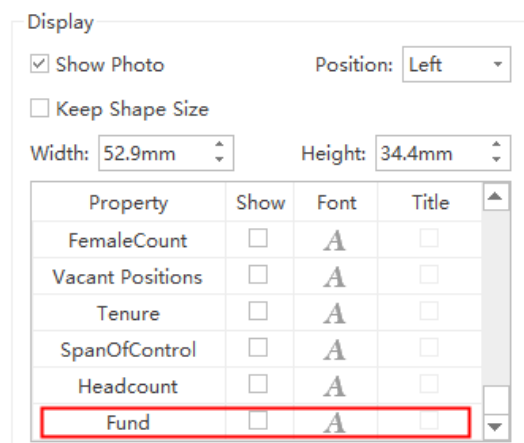 Display
Show Photo Position: Left
Keep Shape Size
Width: 52.9mm Height: 34.4mm
Property Show Font Title
FemaleCount A
Vacant Positions A
Tenure A
SpanOfControl A
Headcount A
Fund A